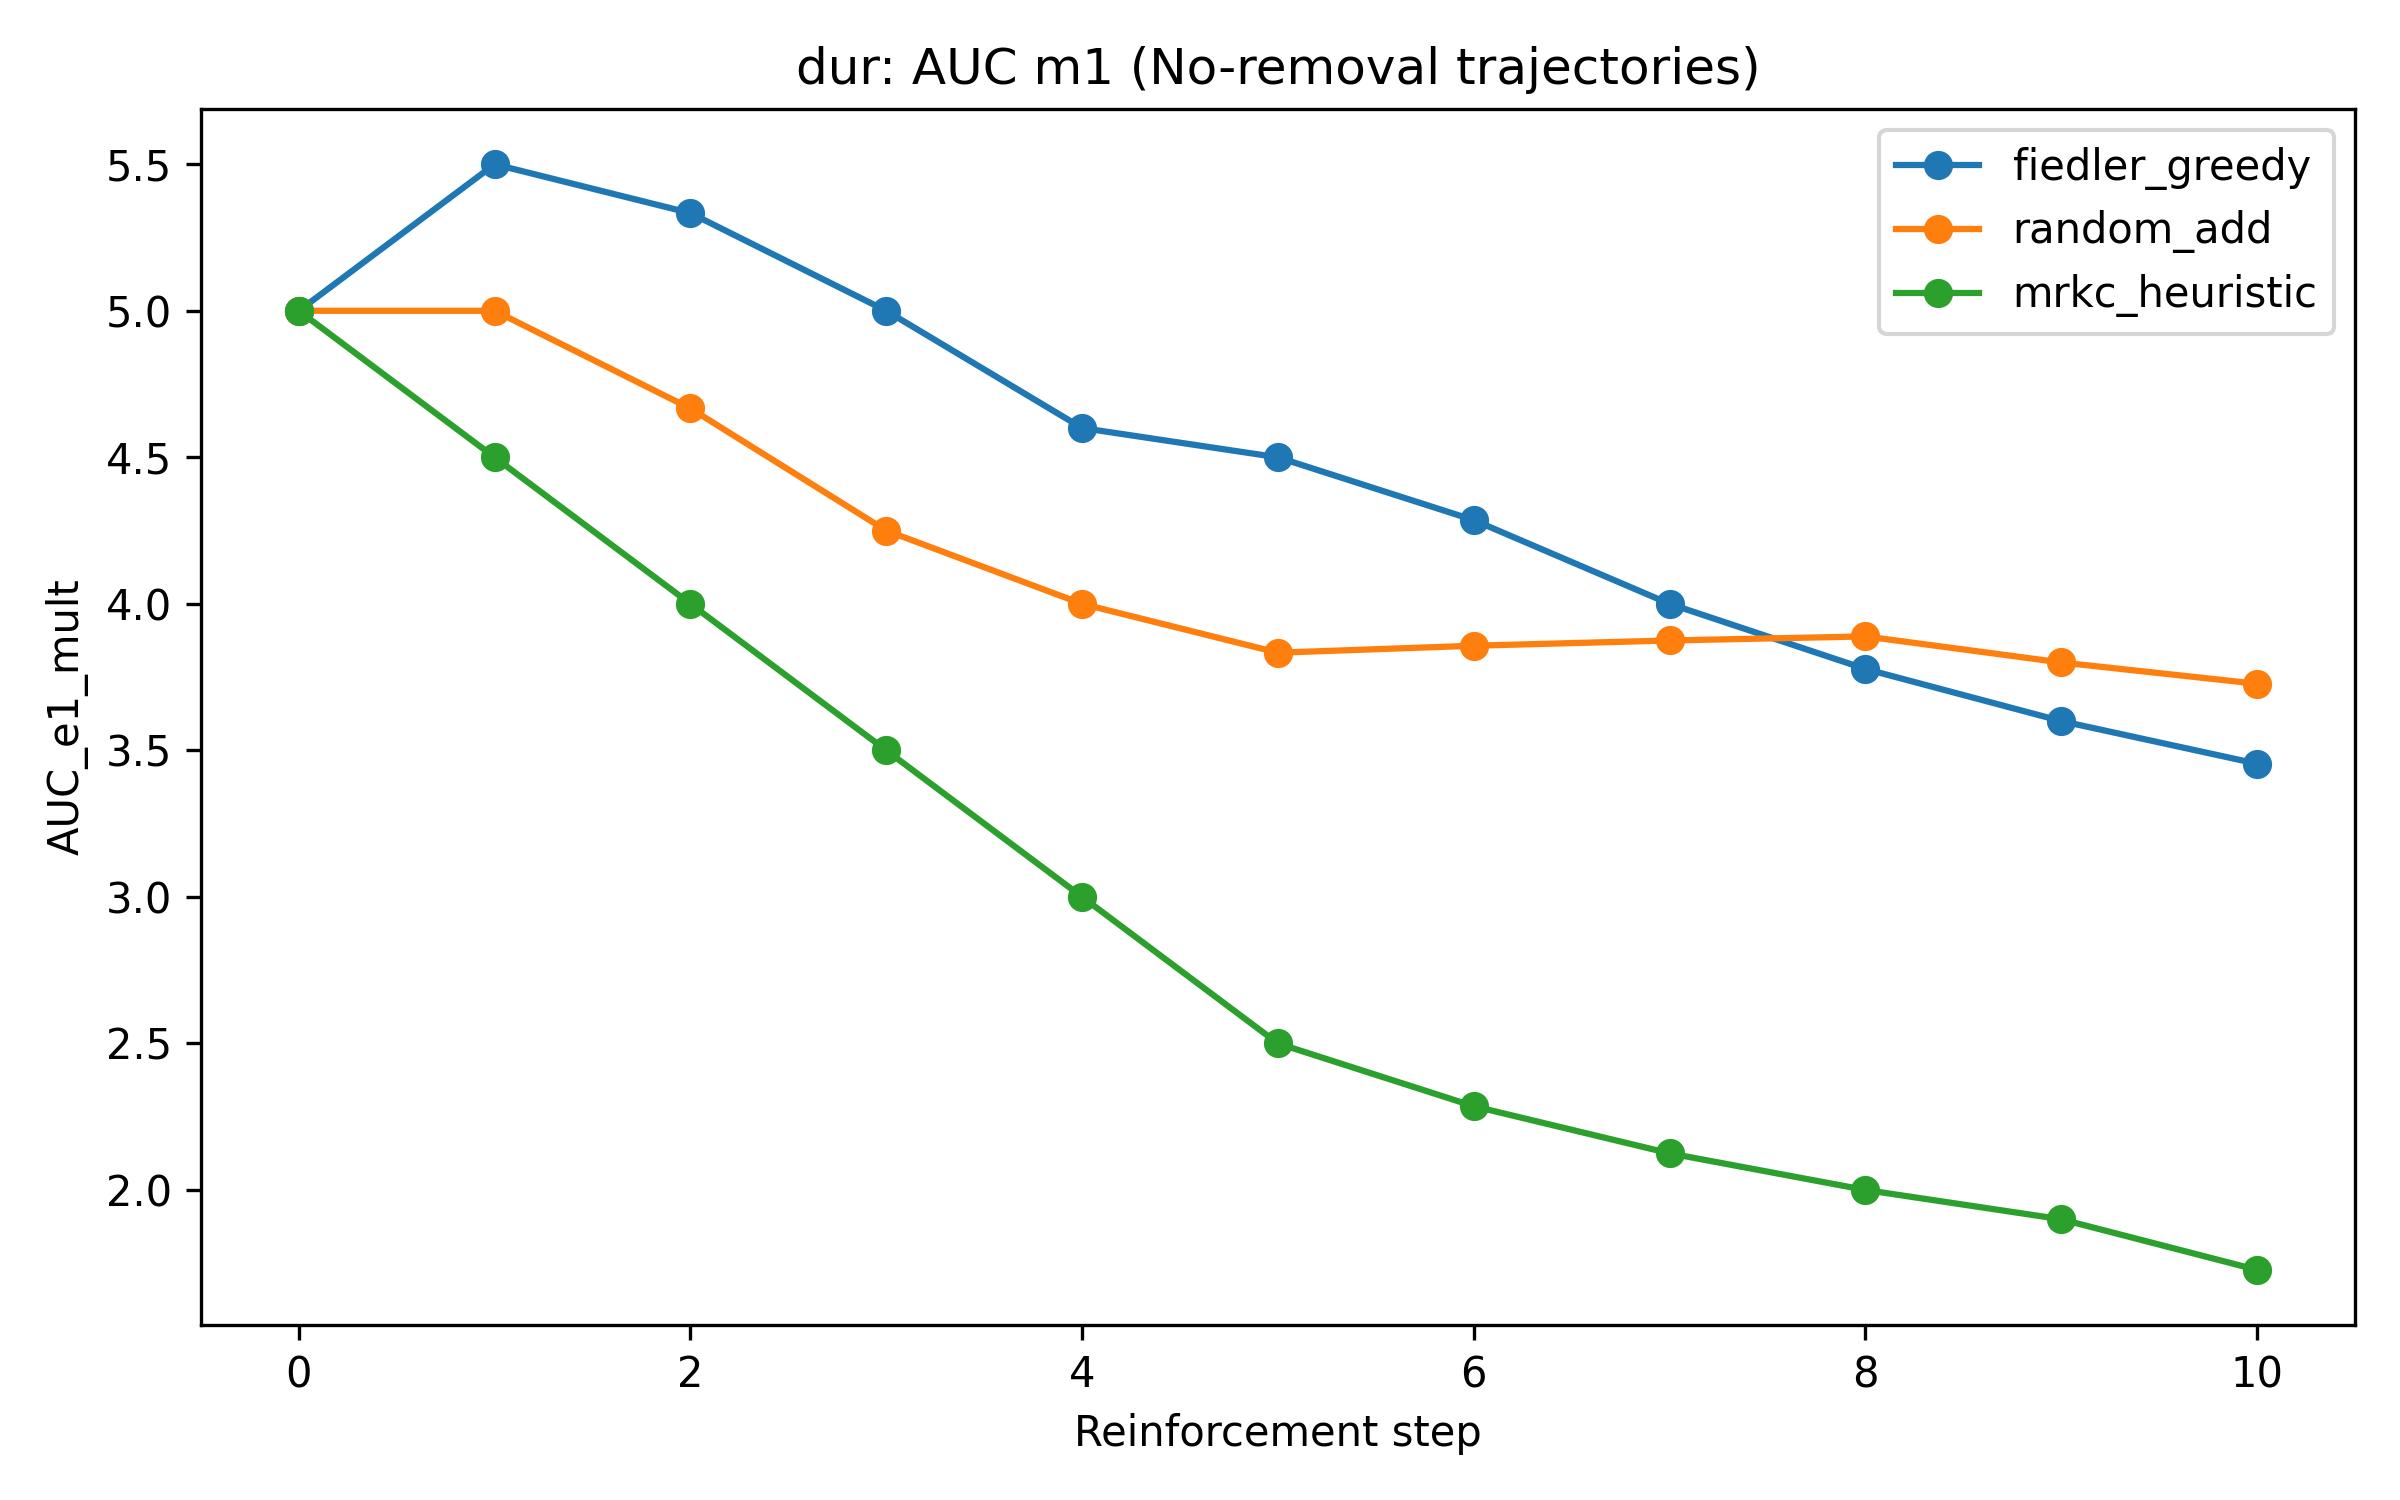 dur: AUC m1 (No-removal trajectories)
fiedler_greedy
random_add
mrkc_heuristic
AUC_e1_mult
5.5
5.0
4.5
4.0
3.5
3.0
2.5
2.0
0 2 4 6 8 10
Reinforcement step